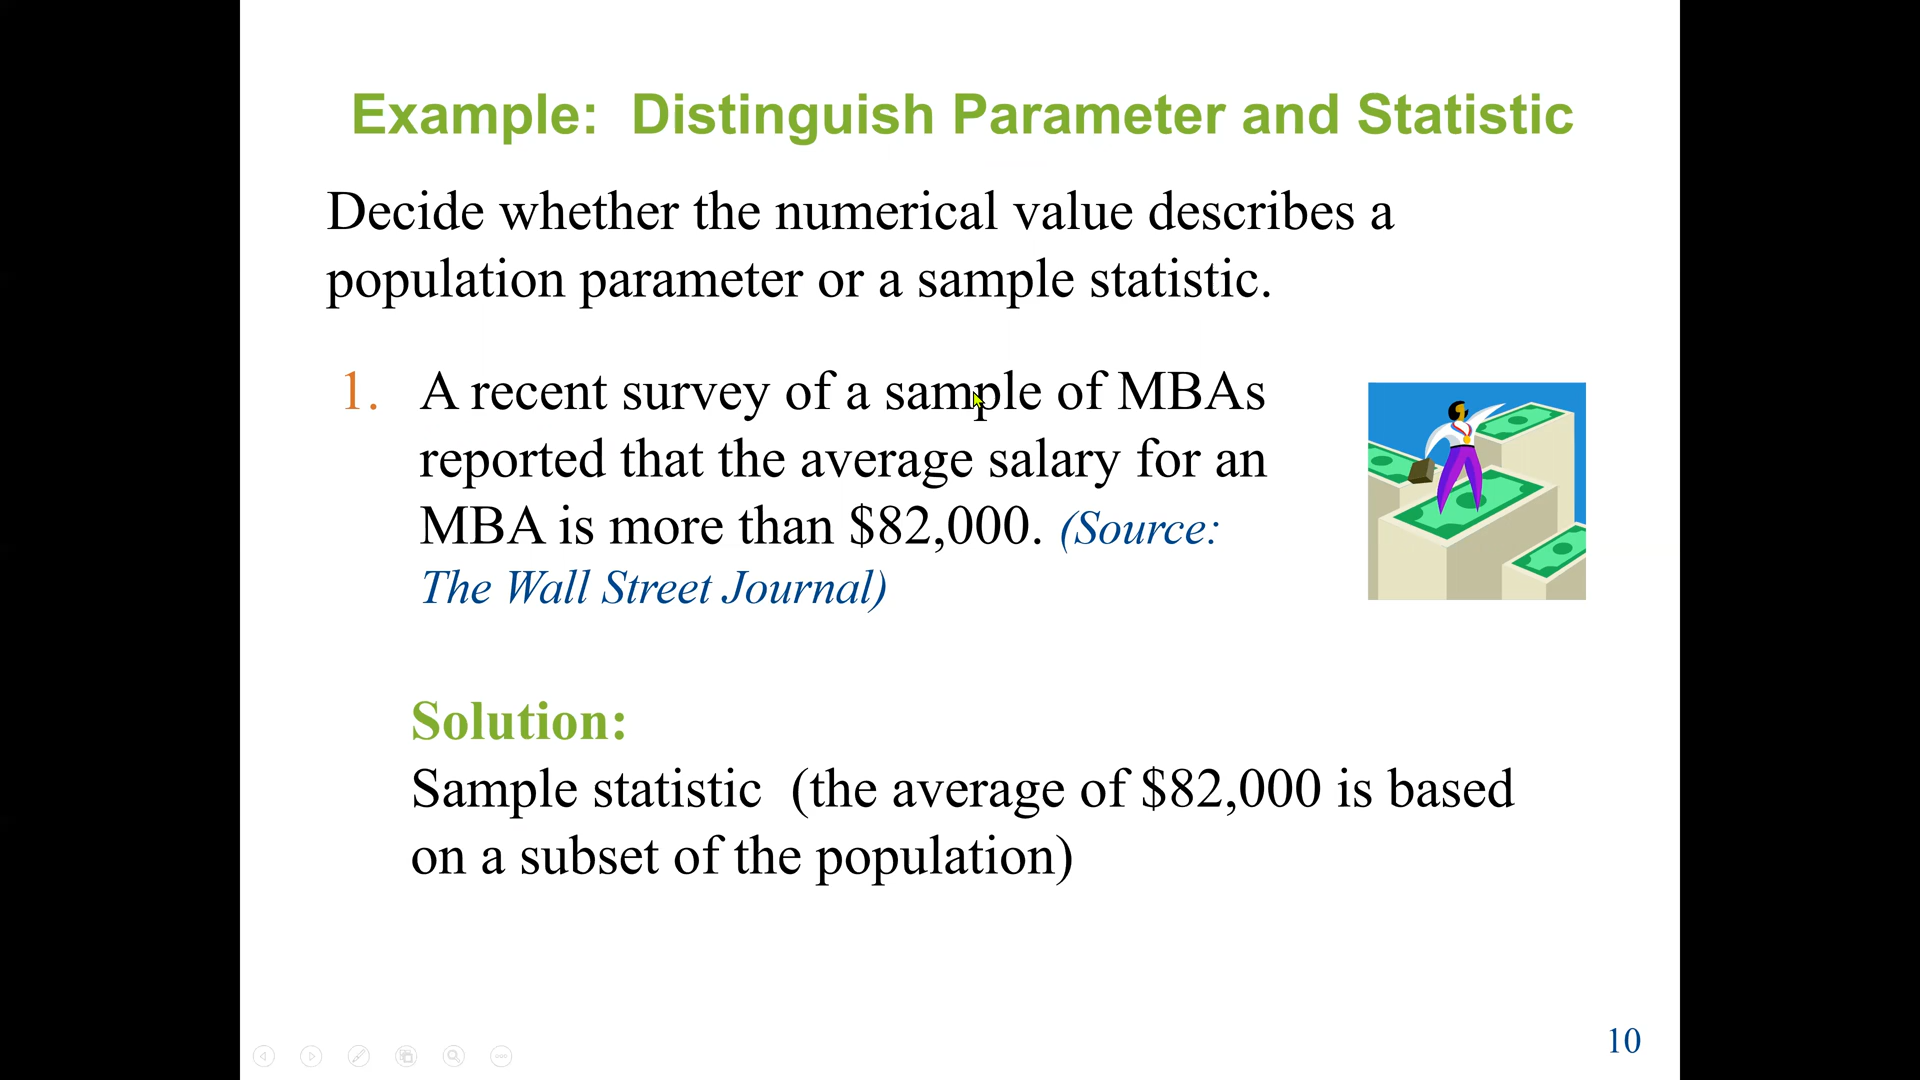 Example: Distinguish Parameter and Statistic
Decide whether the numerical value describes a
population parameter or a sample statistic.
1. A recent survey of a sample of MBAs
reported that the average salary for an
MBA is more than $82,000. (Source:
The Wall Street Journal)
Solution:
Sample statistic (the average of $82,000 is based
on a subset of the population)
10